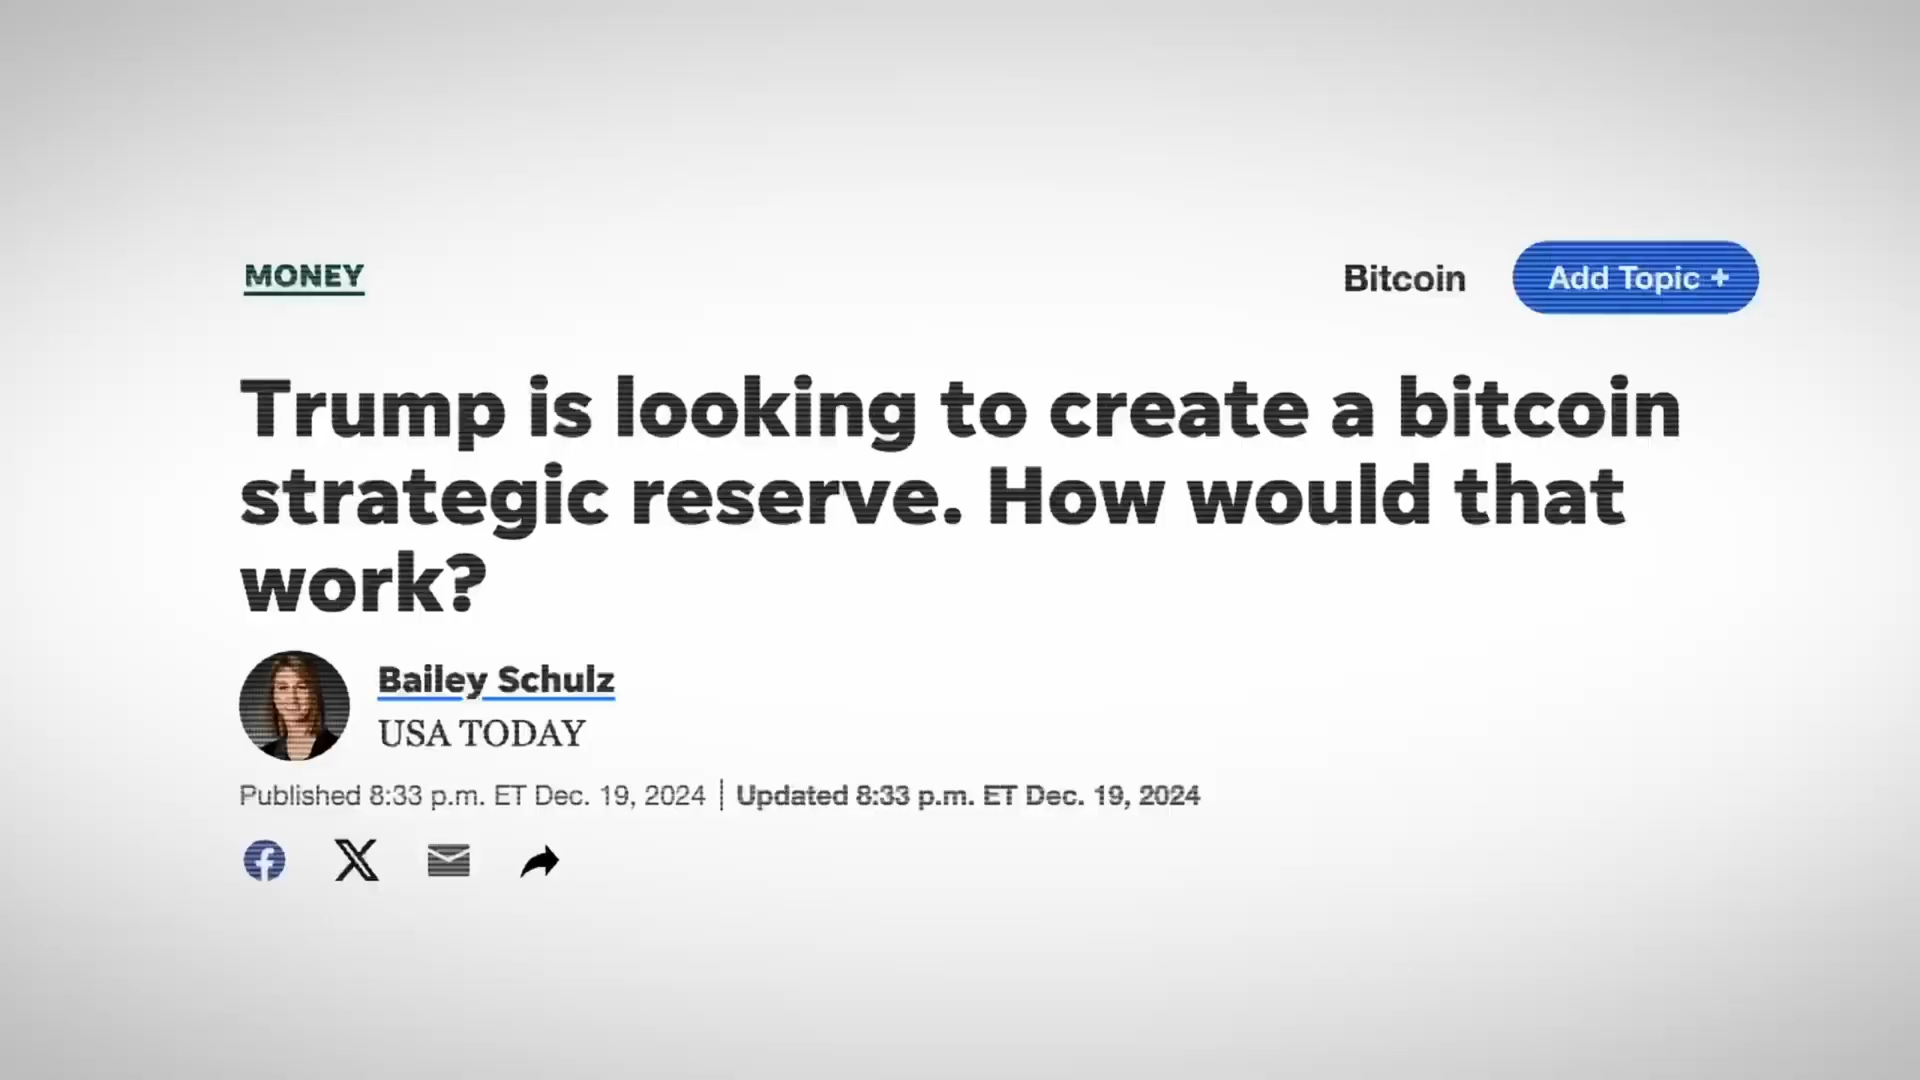 MONEY
Bitcoin
Add Topic +
Trump is looking to create a bitcoin
strategic reserve. How would that
work?
Bailey Schulz
USA TODAY
Published 8:33 p.m. ET Dec. 19, 2024 | Updated 8:33 p.m. ET Dec. 19, 2024